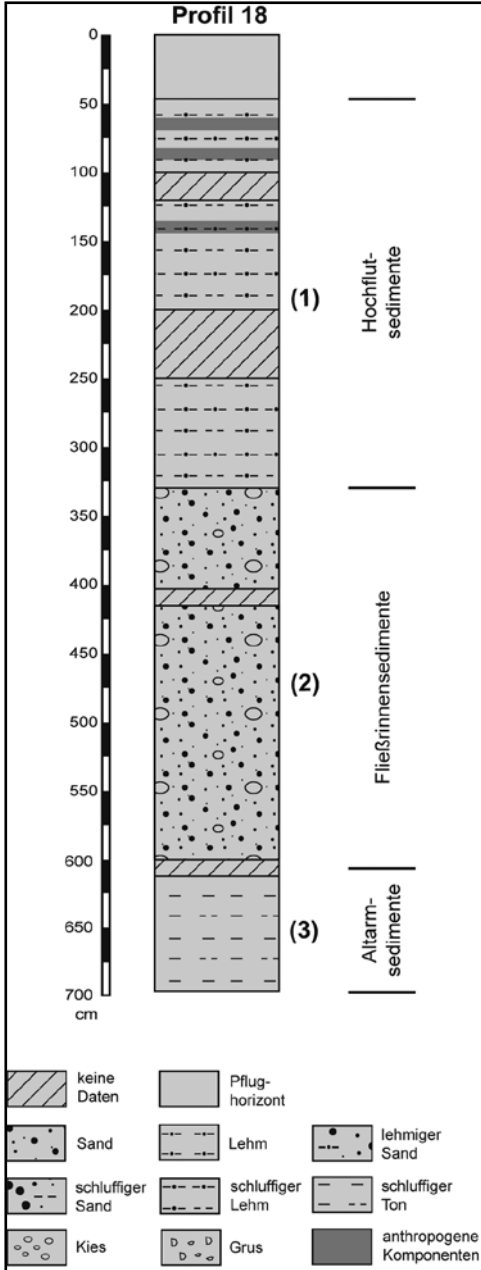 Profil 18
0
50
100
150
200
250
300
350
400
450
500
550
600
650
700
cm
(1)
(2)
(3)
Hochflut-
sedimente
Fließrinnensedimente
Altarm-
sedimente
keine
Daten
Pflug-
horizont
Sand
Lehm
lehmiger
Sand
schluffiger
Sand
schluffiger
Lehm
schluffiger
Ton
Kies
Grus
anthropogene
Komponenten